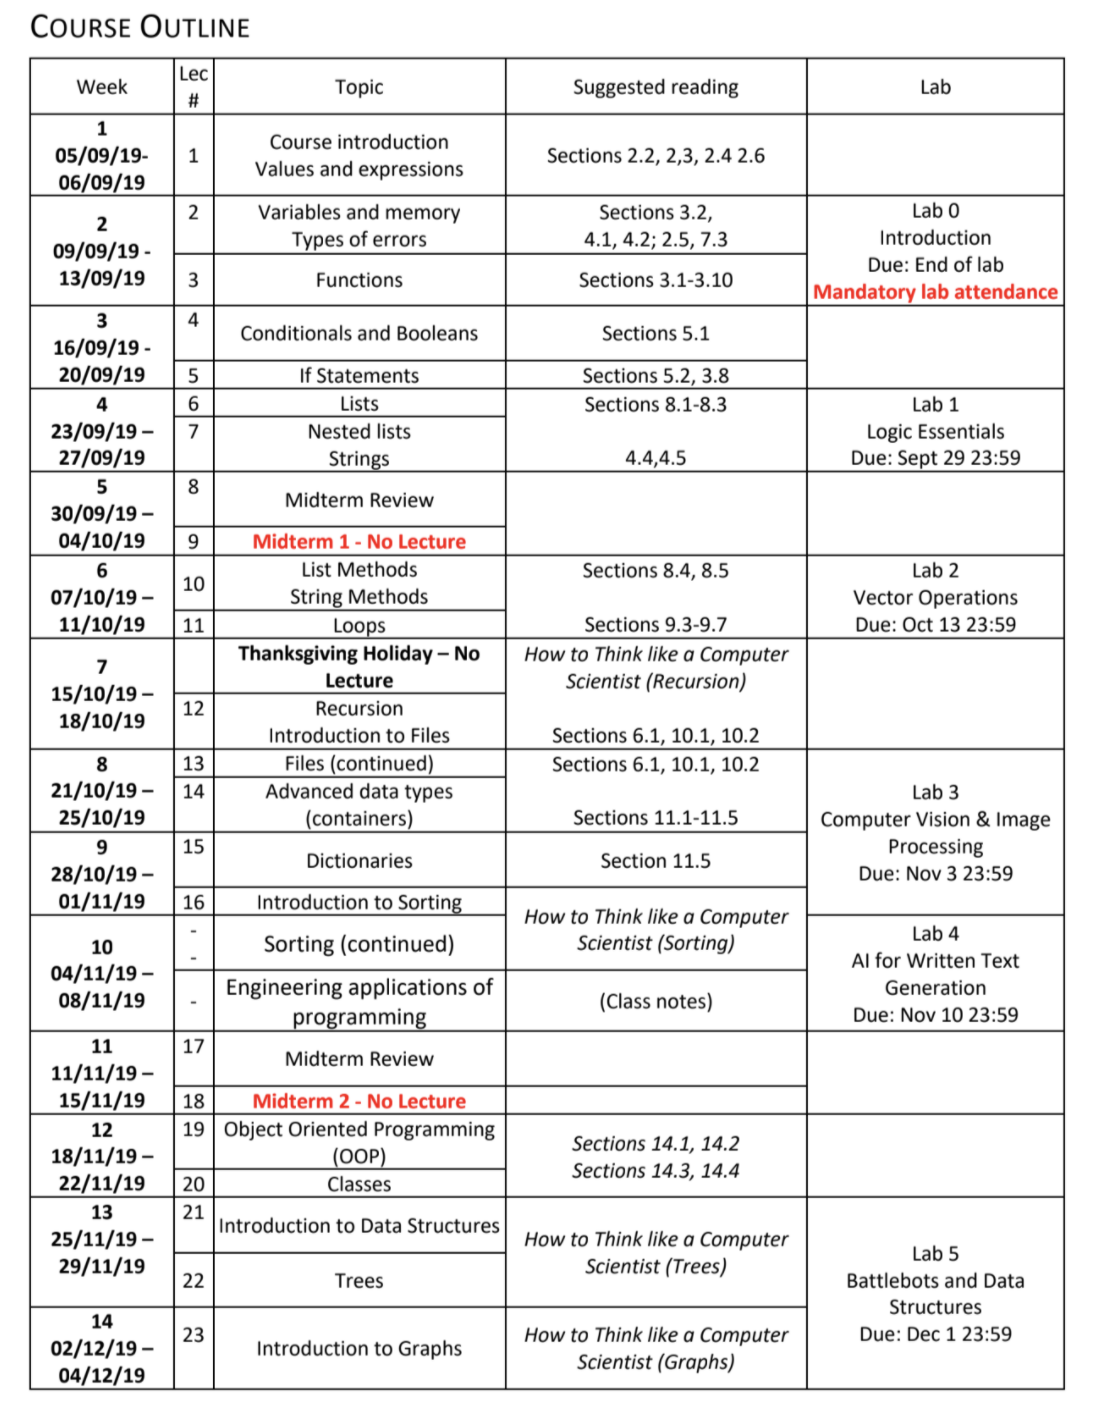 COURSE OUTLINE
Week
Lec
#
Topic
Suggested reading
Lab
1
05/09/19-
06/09/19
1
Course introduction
Values and expressions
Sections 2.2, 2,3, 2.4 2.6
2
09/09/19 -
13/09/19
2
Variables and memory
Types of errors
Sections 3.2,
4.1, 4.2; 2.5, 7.3
3
Functions
Sections 3.1-3.10
Lab 0
Introduction
Due: End of lab
Mandatory lab attendance
3
16/09/19 -
20/09/19
4
Conditionals and Booleans
Sections 5.1
5
If Statements
Sections 5.2, 3.8
4
23/09/19 –
27/09/19
6
Lists
Sections 8.1-8.3
7
Nested lists
Strings
4.4,4.5
Lab 1
Logic Essentials
Due: Sept 29 23:59
5
30/09/19 –
04/10/19
8
Midterm Review
9
Midterm 1 - No Lecture
6
07/10/19 –
11/10/19
10
List Methods
String Methods
Sections 8.4, 8.5
11
Loops
Sections 9.3-9.7
Lab 2
Vector Operations
Due: Oct 13 23:59
7
15/10/19 –
18/10/19
Thanksgiving Holiday – No
Lecture
How to Think like a Computer
Scientist (Recursion)
12
Recursion
Introduction to Files
Sections 6.1, 10.1, 10.2
8
21/10/19 –
25/10/19
13
Files (continued)
Sections 6.1, 10.1, 10.2
14
Advanced data types
(containers)
Sections 11.1-11.5
Lab 3
Computer Vision & Image
Processing
Due: Nov 3 23:59
9
28/10/19 –
01/11/19
15
Dictionaries
Section 11.5
16
Introduction to Sorting
How to Think like a Computer
Scientist (Sorting)
10
04/11/19 –
08/11/19
-
-
Sorting (continued)
-
Engineering applications of
programming
(Class notes)
Lab 4
AI for Written Text
Generation
Due: Nov 10 23:59
11
11/11/19 –
15/11/19
17
Midterm Review
18
Midterm 2 - No Lecture
12
18/11/19 –
22/11/19
19
Object Oriented Programming
(OOP)
20
Classes
Sections 14.1, 14.2
Sections 14.3, 14.4
13
25/11/19 –
29/11/19
21
Introduction to Data Structures
22
Trees
How to Think like a Computer
Scientist (Trees)
Lab 5
Battlebots and Data
Structures
Due: Dec 1 23:59
14
02/12/19 –
04/12/19
23
Introduction to Graphs
How to Think like a Computer
Scientist (Graphs)